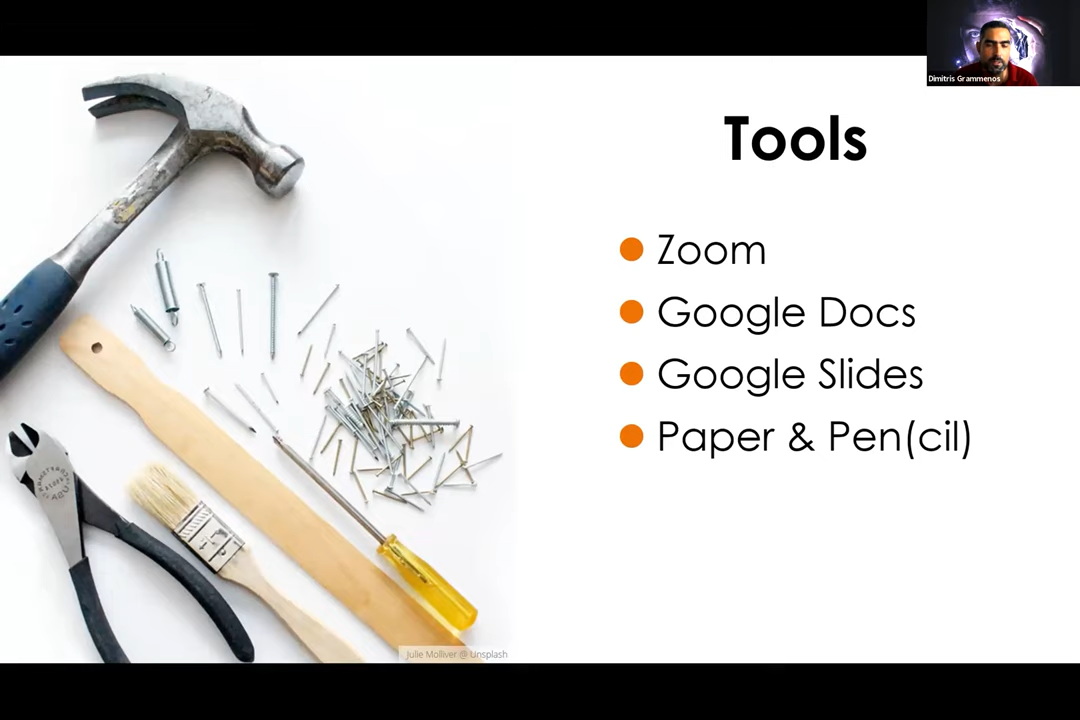 Dimitris Grammenos
Tools
Zoom
Google Docs
Google Slides
Paper & Pen(cil)
Julie Molliver @ Unsplash